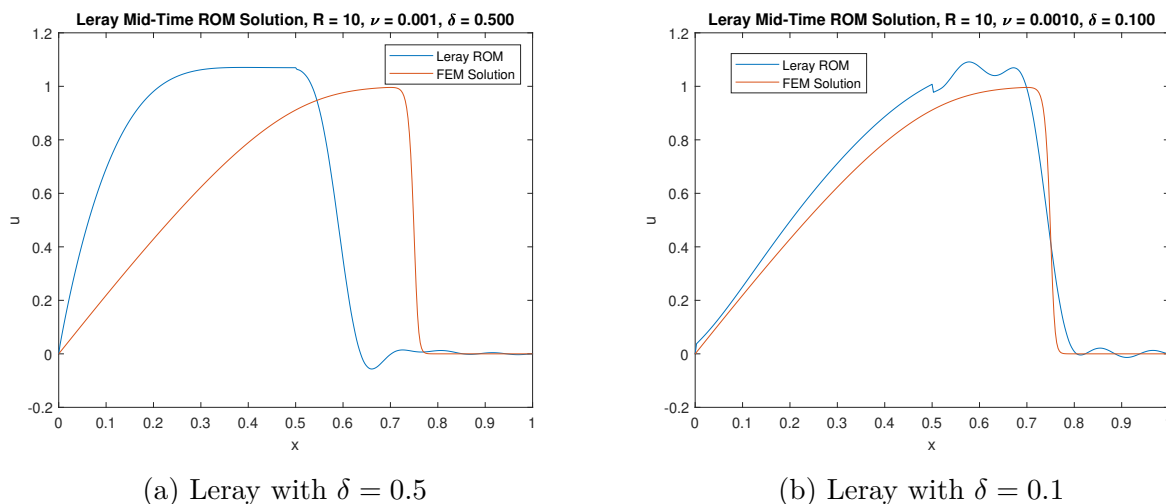 Leray Mid-Time ROM Solution, R = 10, ν = 0.001, δ = 0.500
1.2
1
0.8
0.6
0.4
0.2
0
-0.2
u
Leray ROM
FEM Solution
0 0.1 0.2 0.3 0.4 0.5 0.6 0.7 0.8 0.9 1
x
(a) Leray with δ = 0.5
Leray Mid-Time ROM Solution, R = 10, ν = 0.0010, δ = 0.100
1.2
1
0.8
0.6
0.4
0.2
0
-0.2
u
Leray ROM
FEM Solution
0 0.1 0.2 0.3 0.4 0.5 0.6 0.7 0.8 0.9
x
(b) Leray with δ = 0.1